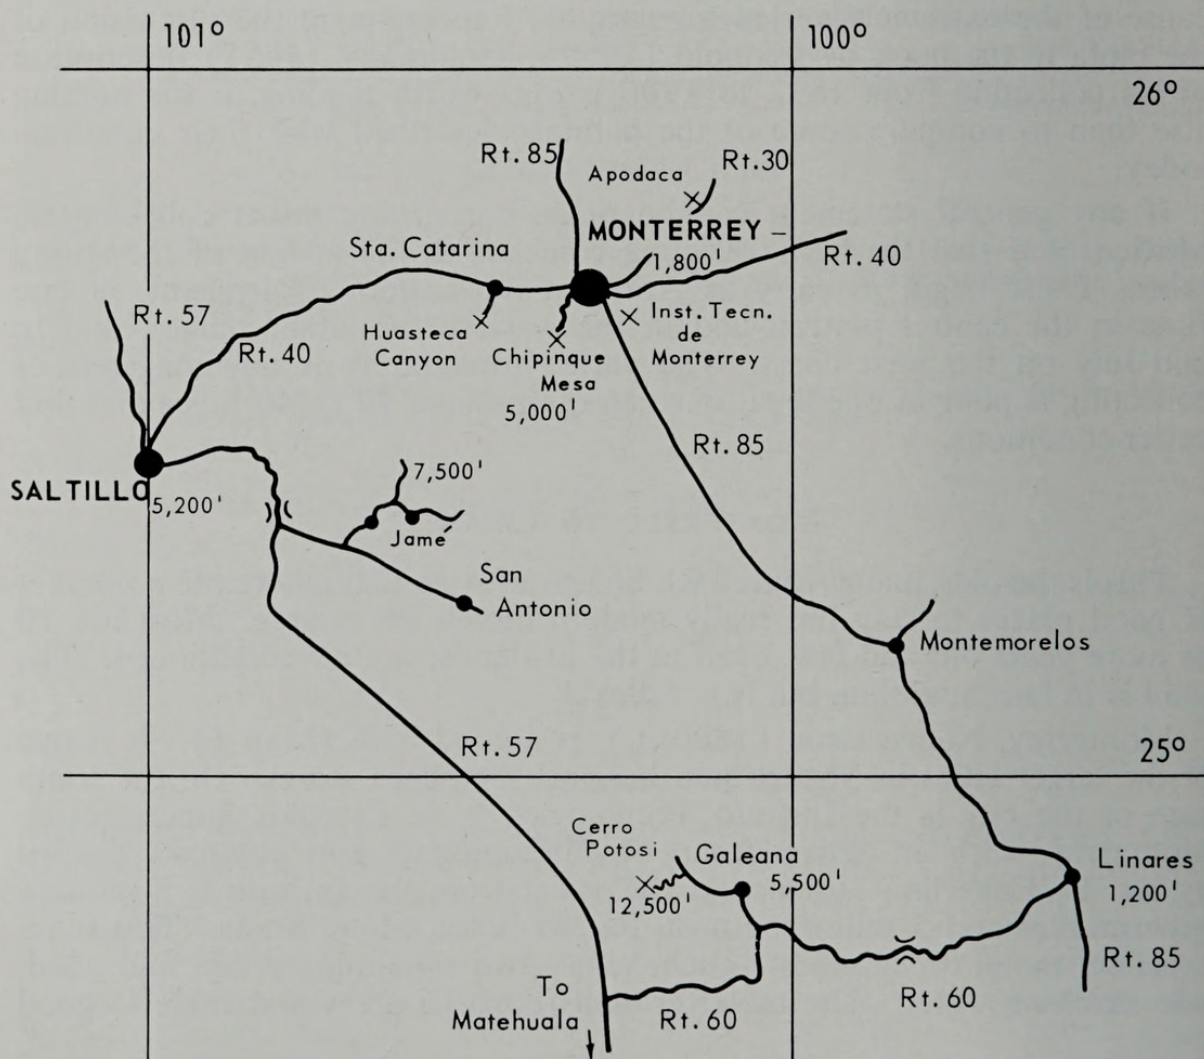 101°
100°
26°
Rt. 85
Apodaca
Rt.30
MONTERREY
1,800'
Rt. 40
Sta. Catarina
Rt. 57
Rt. 40
Huasteca
Canyon
Chipinque
Mesa
5,000'
Inst. Tecn.
de
Monterrey
Rt. 85
SALTILLO
5,200'
7,500'
Jamé
San
Antonio
Montemorelos
Rt. 57
25°
Cerro
Potosi
12,500'
Galeana
5,500'
Linares
1,200'
Rt. 85
Rt. 60
To
Matehuala
Rt. 60